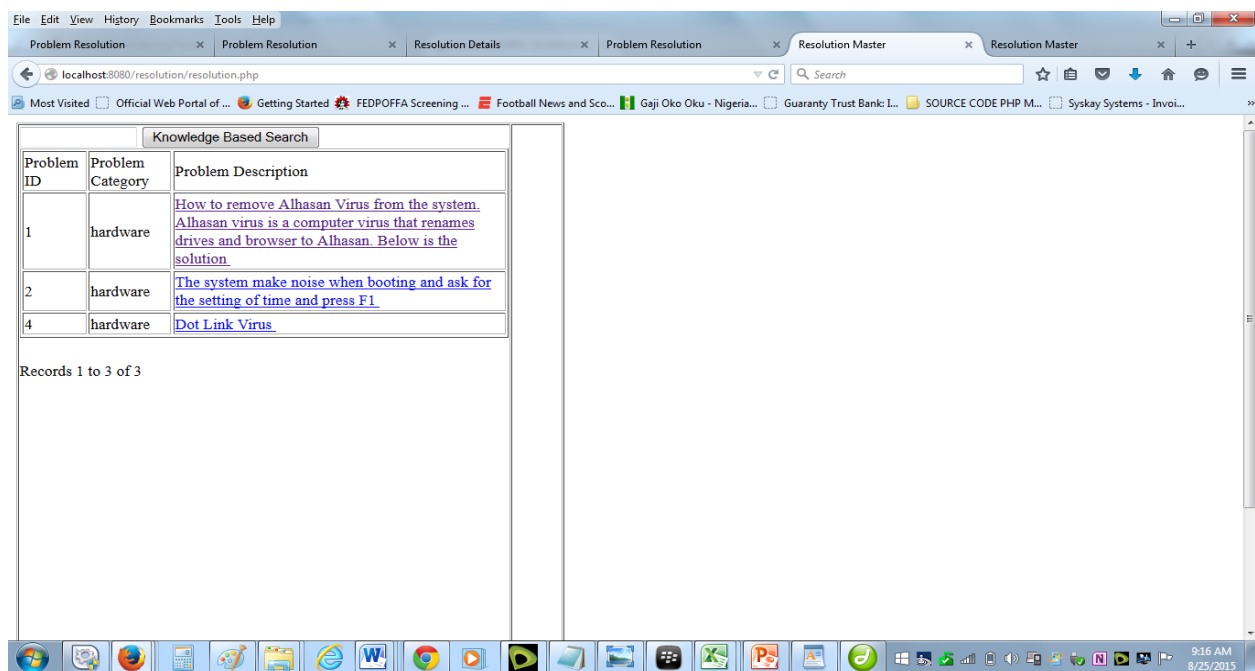 File Edit View History Bookmarks Tools Help
Problem Resolution Problem Resolution Resolution Details Problem Resolution Resolution Master Resolution Master
localhost:8080/resolution/resolution.php Search
Most Visited Official Web Portal of ... Getting Started FEDPOFFA Screening ... Football News and Sco... Gaji Oko Oku - Nigeria... Guaranty Trust Bank: I... SOURCE CODE PHP M... Syskay Systems - Invoi...
Knowledge Based Search
Problem ID
Problem Category
Problem Description
1
hardware
How to remove Alhasan Virus from the system.
Alhasan virus is a computer virus that renames
drives and browser to Alhasan. Below is the
solution
2
hardware
The system make noise when booting and ask for
the setting of time and press F1
4
hardware
Dot Link Virus
Records 1 to 3 of 3
9:16 AM
8/25/2015